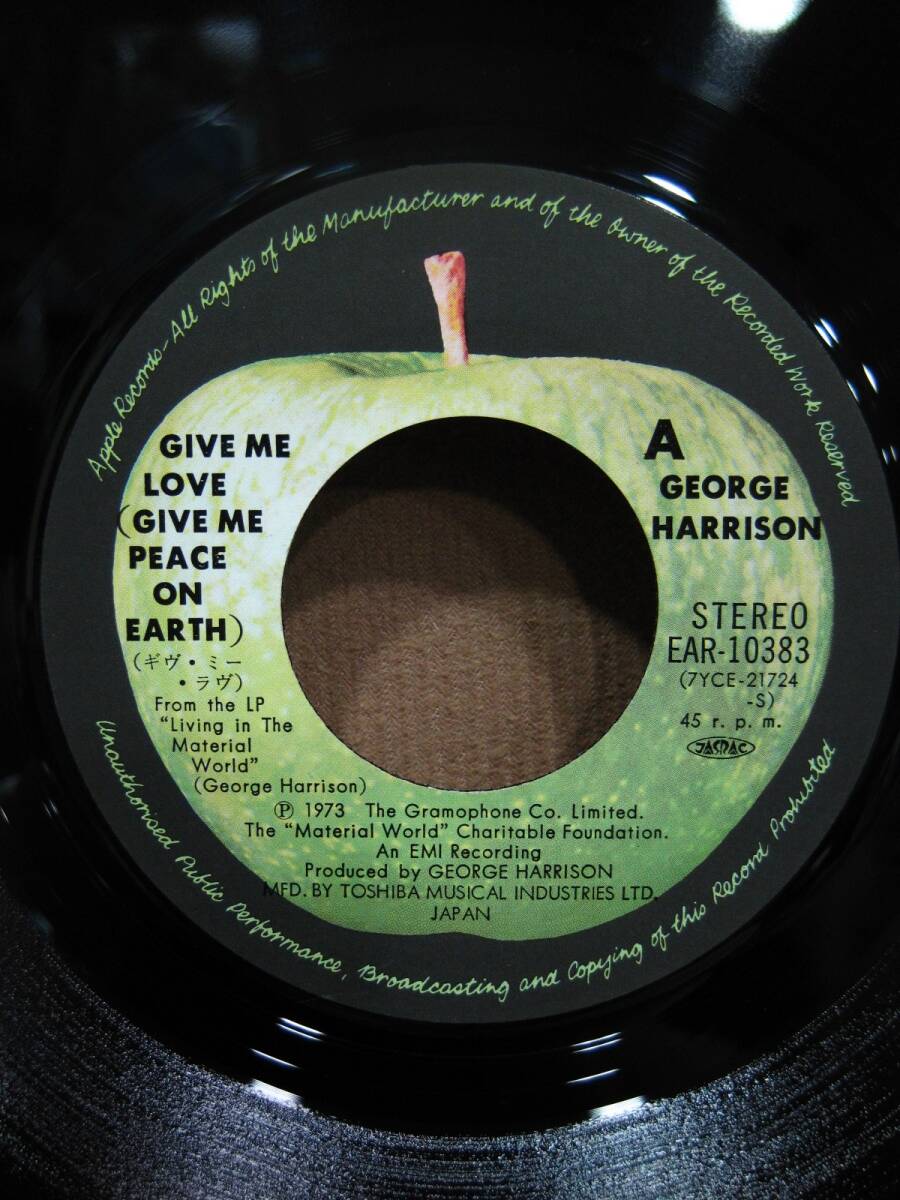 Apple Records-All Rights of the Manufacturer and of the Owner of the Recorded Work Reserved
GIVE ME
LOVE
(GIVE ME
PEACE
ON
EARTH)
(ギヴ・ミー
・ラヴ)
From the LP
"Living in The
Material
World"
(George Harrison)
A
GEORGE
HARRISON
STEREO
EAR-10383
(7YCE-21724
-S)
45 r. p. m.
JASRAC
Ⓟ 1973 The Gramophone Co. Limited.
The "Material World" Charitable Foundation.
An EMI Recording
Produced by GEORGE HARRISON
MFD. BY TOSHIBA MUSICAL INDUSTRIES LTD.
JAPAN
Unauthorised Public Performance, Broadcasting and Copying of this Record Prohibited